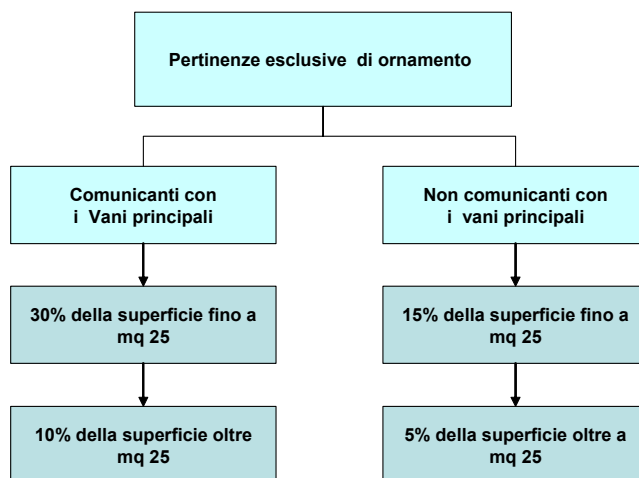 Pertinenze esclusive di ornamento
Comunicanti con
i Vani principali
Non comunicanti con
i vani principali
30% della superficie fino a
mq 25
15% della superficie fino a
mq 25
10% della superficie oltre
mq 25
5% della superficie oltre a
mq 25